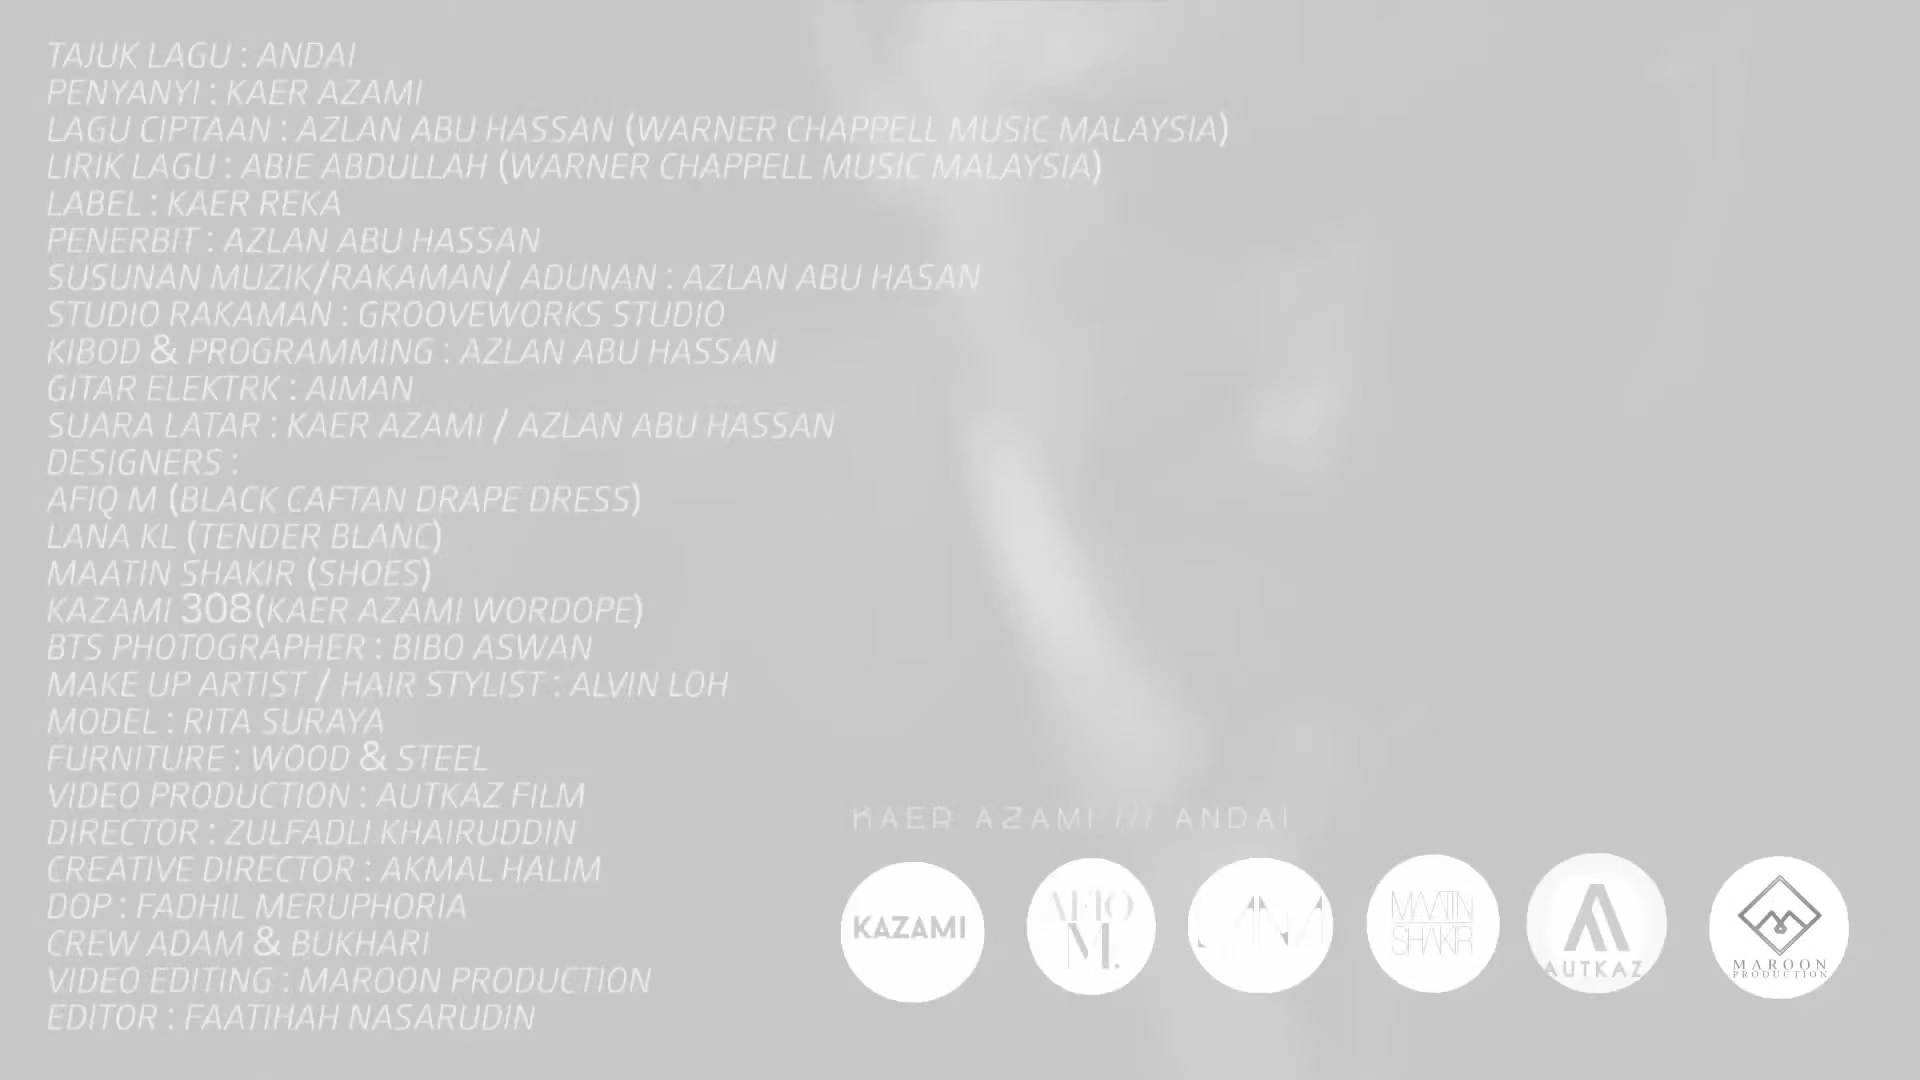 TAJUK LAGU : ANDAI
PENYANYI : KAER AZAMI
LAGU CIPTAAN : AZLAN ABU HASSAN (WARNER CHAPPELL MUSIC MALAYSIA)
LIRIK LAGU : ABIE ABDULLAH (WARNER CHAPPELL MUSIC MALAYSIA)
LABEL : KAER REKA
PENERBIT : AZLAN ABU HASSAN
SUSUNAN MUZIK/RAKAMAN/ ADUNAN : AZLAN ABU HASAN
STUDIO RAKAMAN : GROOVEWORKS STUDIO
KIBOD & PROGRAMMING : AZLAN ABU HASSAN
GITAR ELEKTRK : AIMAN
SUARA LATAR : KAER AZAMI / AZLAN ABU HASSAN
DESIGNERS :
AFIQ M (BLACK CAFTAN DRAPE DRESS)
LANA KL (TENDER BLANC)
MAATIN SHAKIR (SHOES)
KAZAMI 308(KAER AZAMI WORDOPE)
BTS PHOTOGRAPHER : BIBO ASWAN
MAKE UP ARTIST / HAIR STYLIST : ALVIN LOH
MODEL : RITA SURAYA
FURNITURE : WOOD & STEEL
VIDEO PRODUCTION : AUTKAZ FILM
DIRECTOR : ZULFADLI KHAIRUDDIN
CREATIVE DIRECTOR : AKMAL HALIM
DOP : FADHIL MERUPHORIA
CREW ADAM & BUKHARI
VIDEO EDITING : MAROON PRODUCTION
EDITOR : FAATIHAH NASARUDIN
KAER AZAMI /// ANDAI
KAZAMI
AFIQ
M.
LANA
MAATIN
SHAKIR
AUTKAZ
MAROON
PRODUCTION